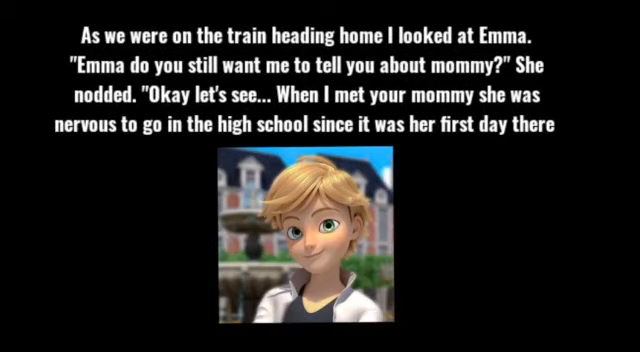 As we were on the train heading home I looked at Emma.
"Emma do you still want me to tell you about mommy?" She
nodded. "Okay let's see... When I met your mommy she was
nervous to go in the high school since it was her first day there